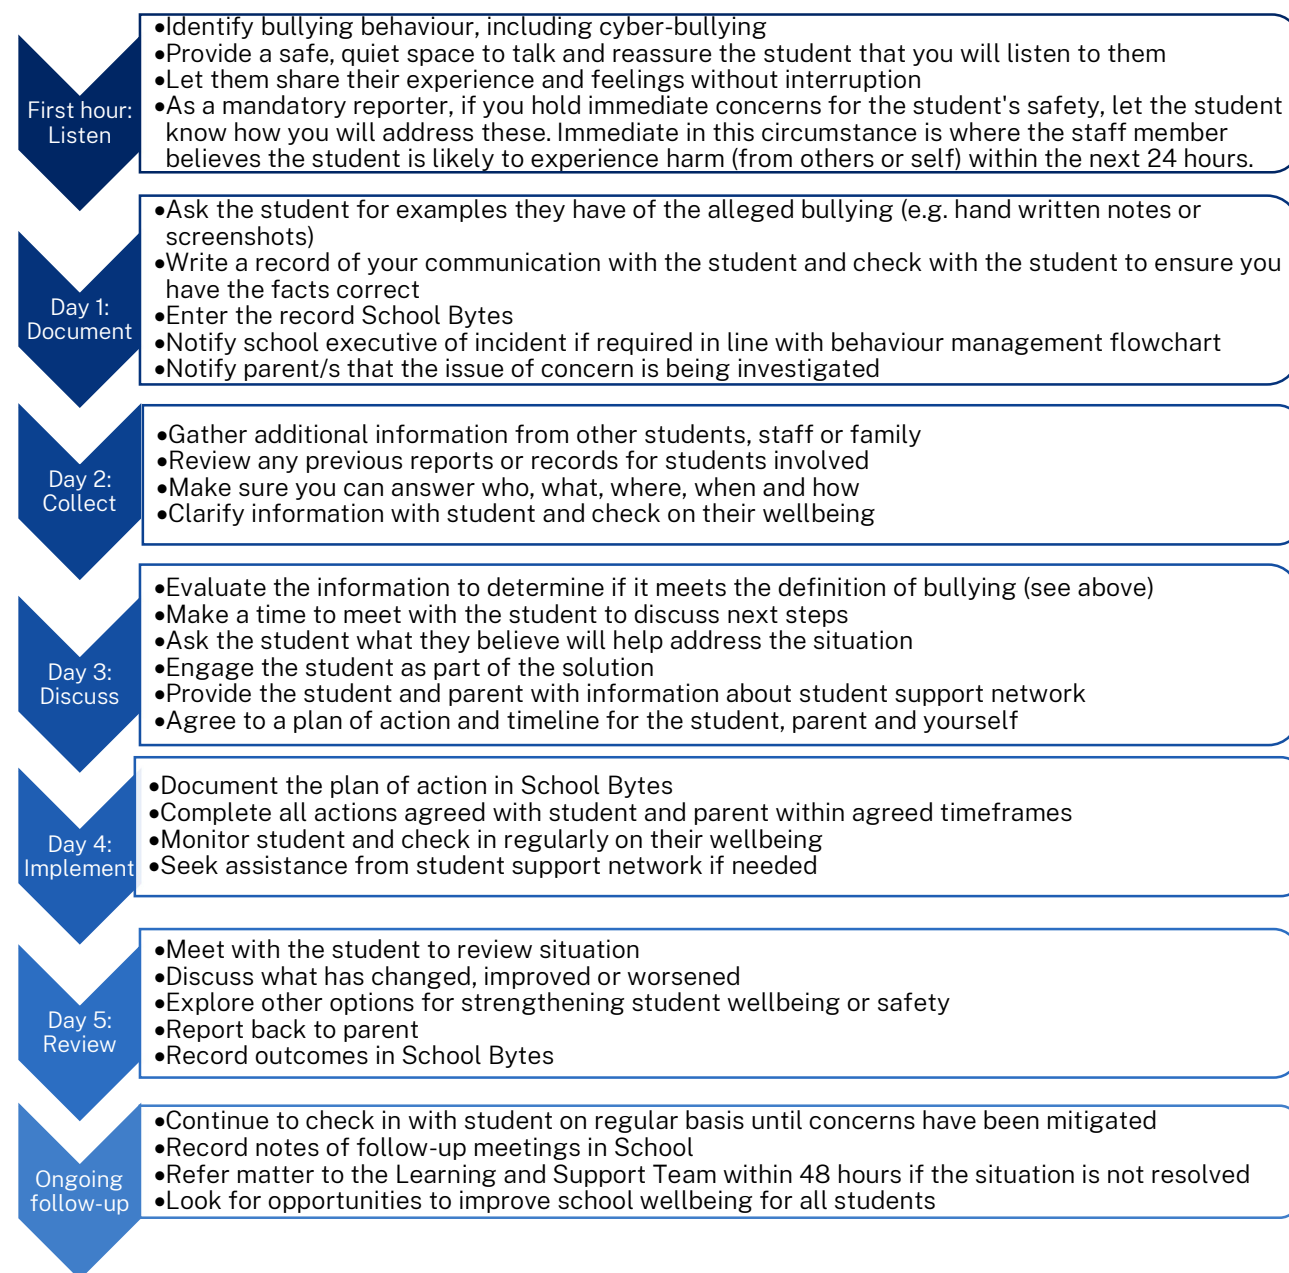 First hour:
Listen
•Identify bullying behaviour, including cyber-bullying
•Provide a safe, quiet space to talk and reassure the student that you will listen to them
•Let them share their experience and feelings without interruption
•As a mandatory reporter, if you hold immediate concerns for the student's safety, let the student
know how you will address these. Immediate in this circumstance is where the staff member
believes the student is likely to experience harm (from others or self) within the next 24 hours.
Day 1:
Document
•Ask the student for examples they have of the alleged bullying (e.g. hand written notes or
screenshots)
•Write a record of your communication with the student and check with the student to ensure you
have the facts correct
•Enter the record School Bytes
•Notify school executive of incident if required in line with behaviour management flowchart
•Notify parent/s that the issue of concern is being investigated
Day 2:
Collect
•Gather additional information from other students, staff or family
•Review any previous reports or records for students involved
•Make sure you can answer who, what, where, when and how
•Clarify information with student and check on their wellbeing
Day 3:
Discuss
•Evaluate the information to determine if it meets the definition of bullying (see above)
•Make a time to meet with the student to discuss next steps
•Ask the student what they believe will help address the situation
•Engage the student as part of the solution
•Provide the student and parent with information about student support network
•Agree to a plan of action and timeline for the student, parent and yourself
Day 4:
Implement
•Document the plan of action in School Bytes
•Complete all actions agreed with student and parent within agreed timeframes
•Monitor student and check in regularly on their wellbeing
•Seek assistance from student support network if needed
Day 5:
Review
•Meet with the student to review situation
•Discuss what has changed, improved or worsened
•Explore other options for strengthening student wellbeing or safety
•Report back to parent
•Record outcomes in School Bytes
Ongoing
follow-up
•Continue to check in with student on regular basis until concerns have been mitigated
•Record notes of follow-up meetings in School
•Refer matter to the Learning and Support Team within 48 hours if the situation is not resolved
•Look for opportunities to improve school wellbeing for all students